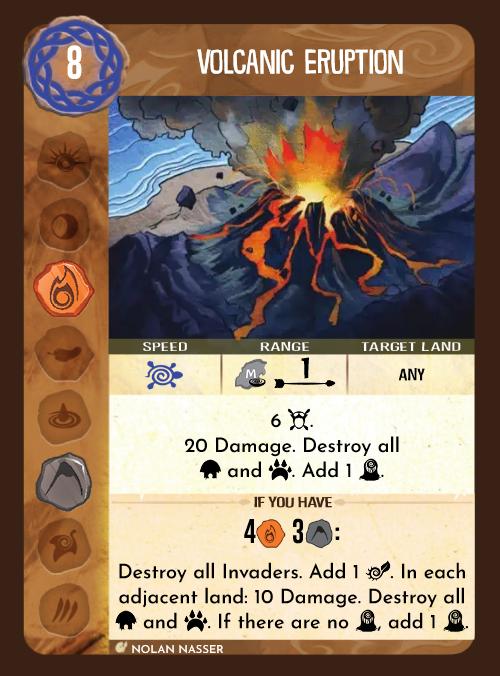 8
VOLCANIC ERUPTION
SPEED RANGE TARGET LAND
M 1 ANY
6 .
20 Damage. Destroy all
and . Add 1 .
IF YOU HAVE
4 3 :
Destroy all Invaders. Add 1 . In each
adjacent land: 10 Damage. Destroy all
and . If there are no , add 1 .
NOLAN NASSER